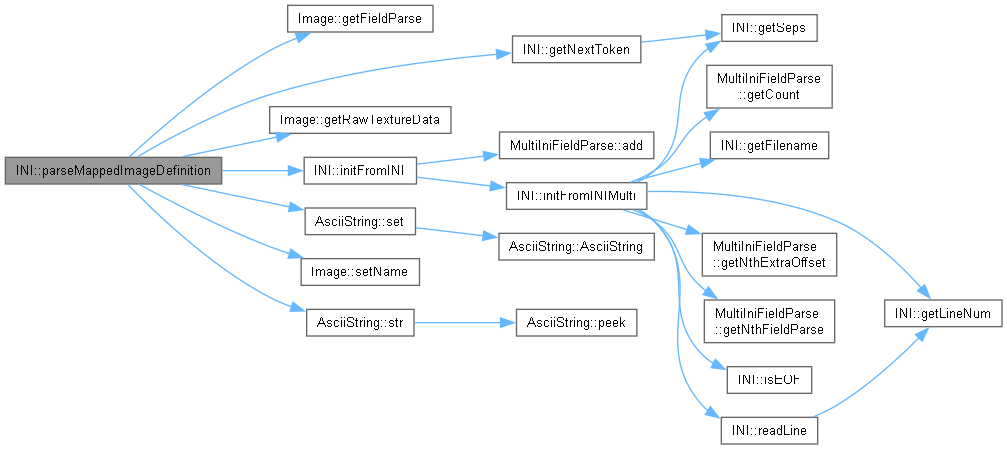 INI::parseMappedImageDefinition
Image::getFieldParse
INI::getNextToken
Image::getRawTextureData
INI::initFromINI
AsciiString::set
Image::setName
AsciiString::str
MultiIniFieldParse::add
INI::initFromINIMulti
AsciiString::AsciiString
AsciiString::peek
INI::getSeps
MultiIniFieldParse
::getCount
INI::getFilename
MultiIniFieldParse
::getNthExtraOffset
MultiIniFieldParse
::getNthFieldParse
INI::isEOF
INI::readLine
INI::getLineNum